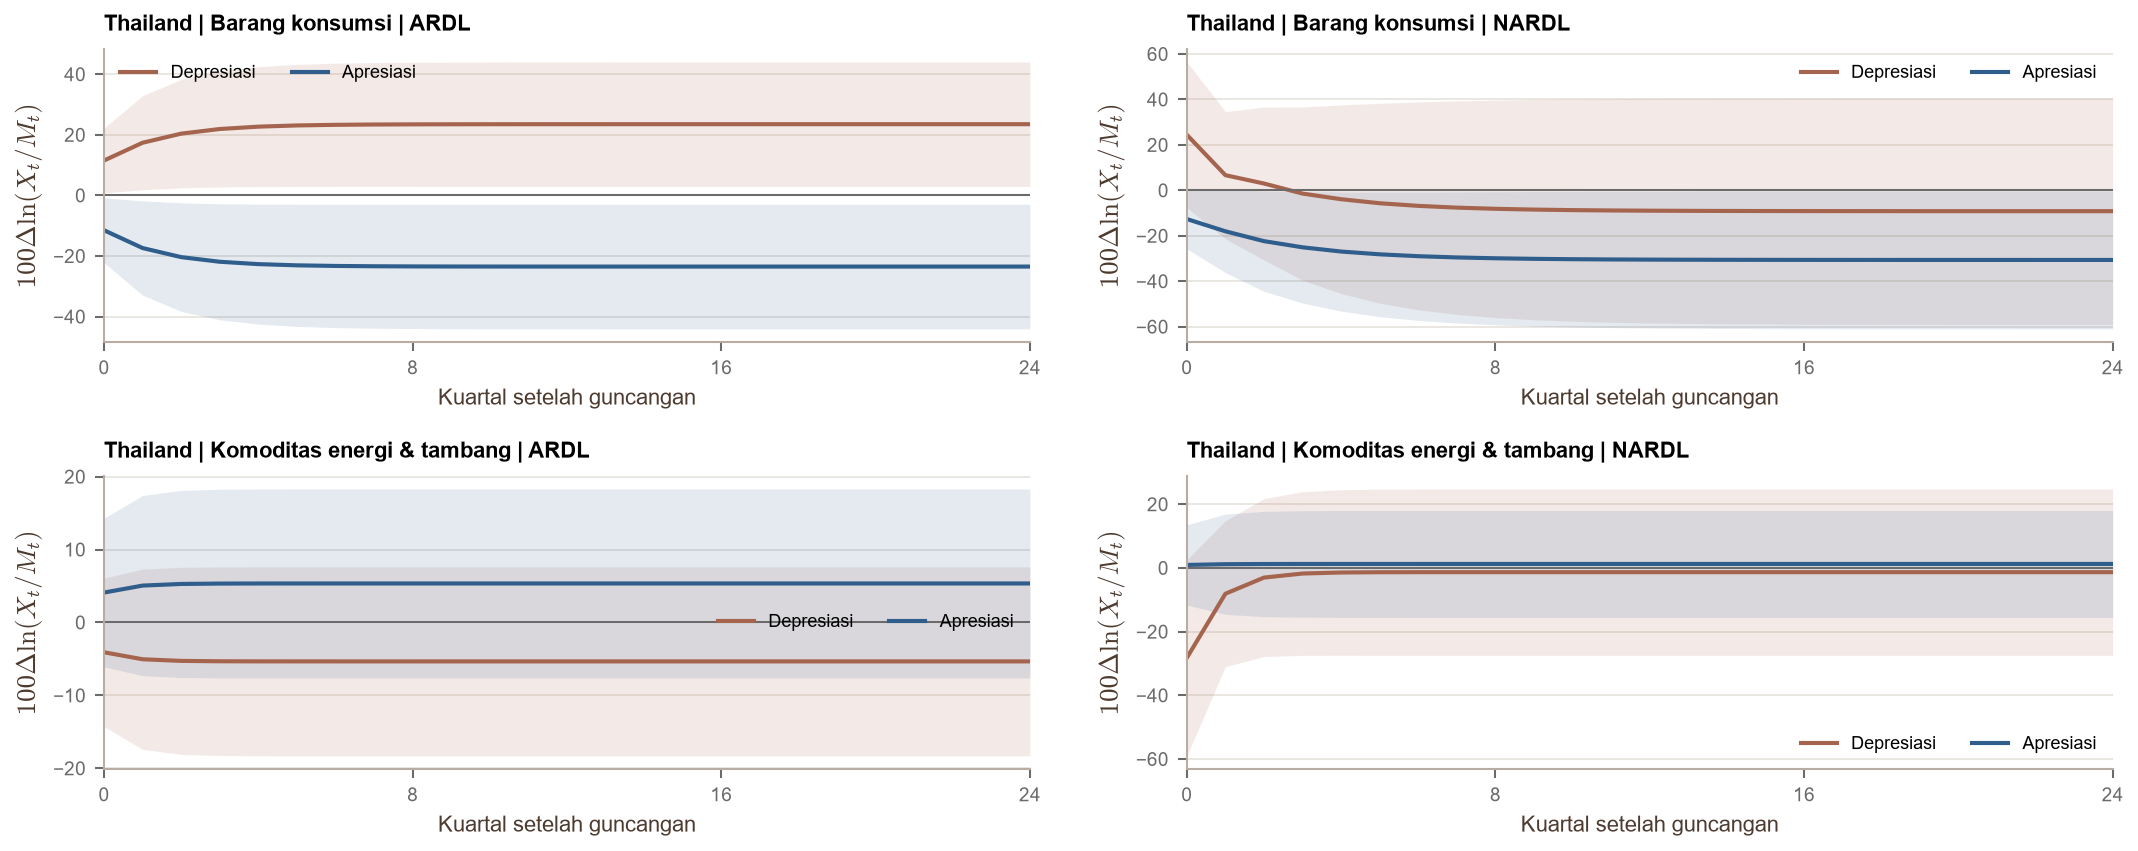 Thailand | Barang konsumsi | ARDL
Depresiasi Apresiasi
40
20
0
−20
−40
100Δln(X_t/M_t)
0 8 16 24
Kuartal setelah guncangan
Thailand | Barang konsumsi | NARDL
Depresiasi Apresiasi
60
40
20
0
−20
−40
−60
100Δln(X_t/M_t)
0 8 16 24
Kuartal setelah guncangan
Thailand | Komoditas energi & tambang | ARDL
20
10
0
−10
−20
Depresiasi Apresiasi
100Δln(X_t/M_t)
0 8 16 24
Kuartal setelah guncangan
Thailand | Komoditas energi & tambang | NARDL
20
0
−20
−40
−60
Depresiasi Apresiasi
100Δln(X_t/M_t)
0 8 16 24
Kuartal setelah guncangan